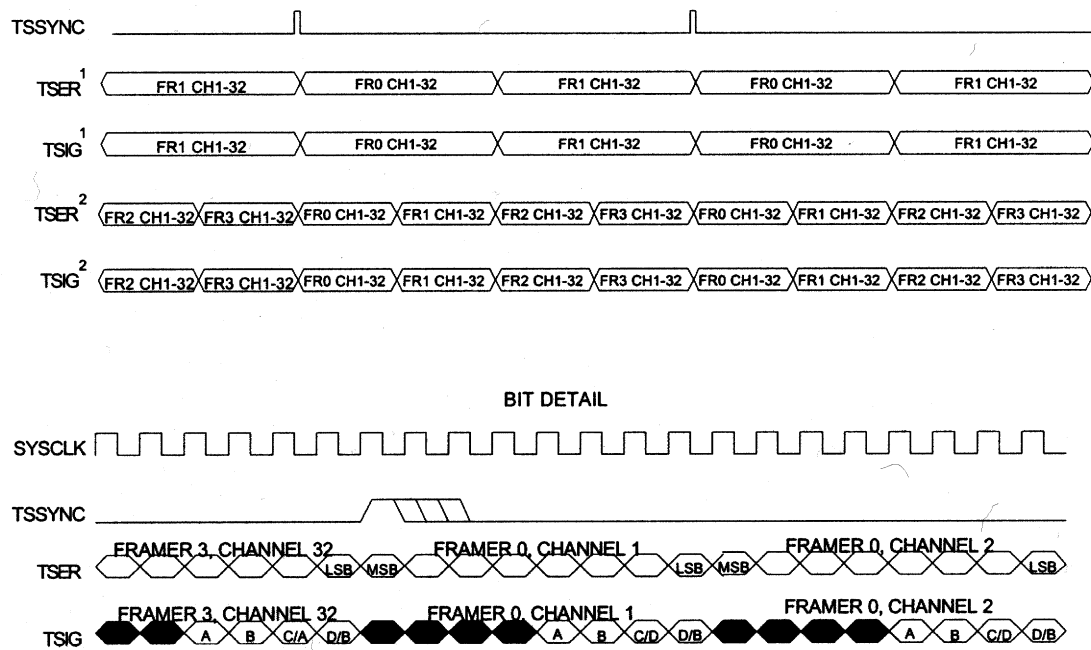 TSSYNC
TSER¹ FR1 CH1-32 FR0 CH1-32 FR1 CH1-32 FR0 CH1-32 FR1 CH1-32
TSIG¹ FR1 CH1-32 FR0 CH1-32 FR1 CH1-32 FR0 CH1-32 FR1 CH1-32
TSER² FR2 CH1-32 FR3 CH1-32 FR0 CH1-32 FR1 CH1-32 FR2 CH1-32 FR3 CH1-32 FR0 CH1-32 FR1 CH1-32 FR2 CH1-32 FR3 CH1-32
TSIG² FR2 CH1-32 FR3 CH1-32 FR0 CH1-32 FR1 CH1-32 FR2 CH1-32 FR3 CH1-32 FR0 CH1-32 FR1 CH1-32 FR2 CH1-32 FR3 CH1-32
BIT DETAIL
SYSCLK
TSSYNC
FRAMER 3, CHANNEL 32 FRAMER 0, CHANNEL 1 FRAMER 0, CHANNEL 2
TSER LSB MSB LSB MSB LSB
FRAMER 3, CHANNEL 32 FRAMER 0, CHANNEL 1 FRAMER 0, CHANNEL 2
TSIG A B C/A D/B A B C/D D/B A B C/D D/B